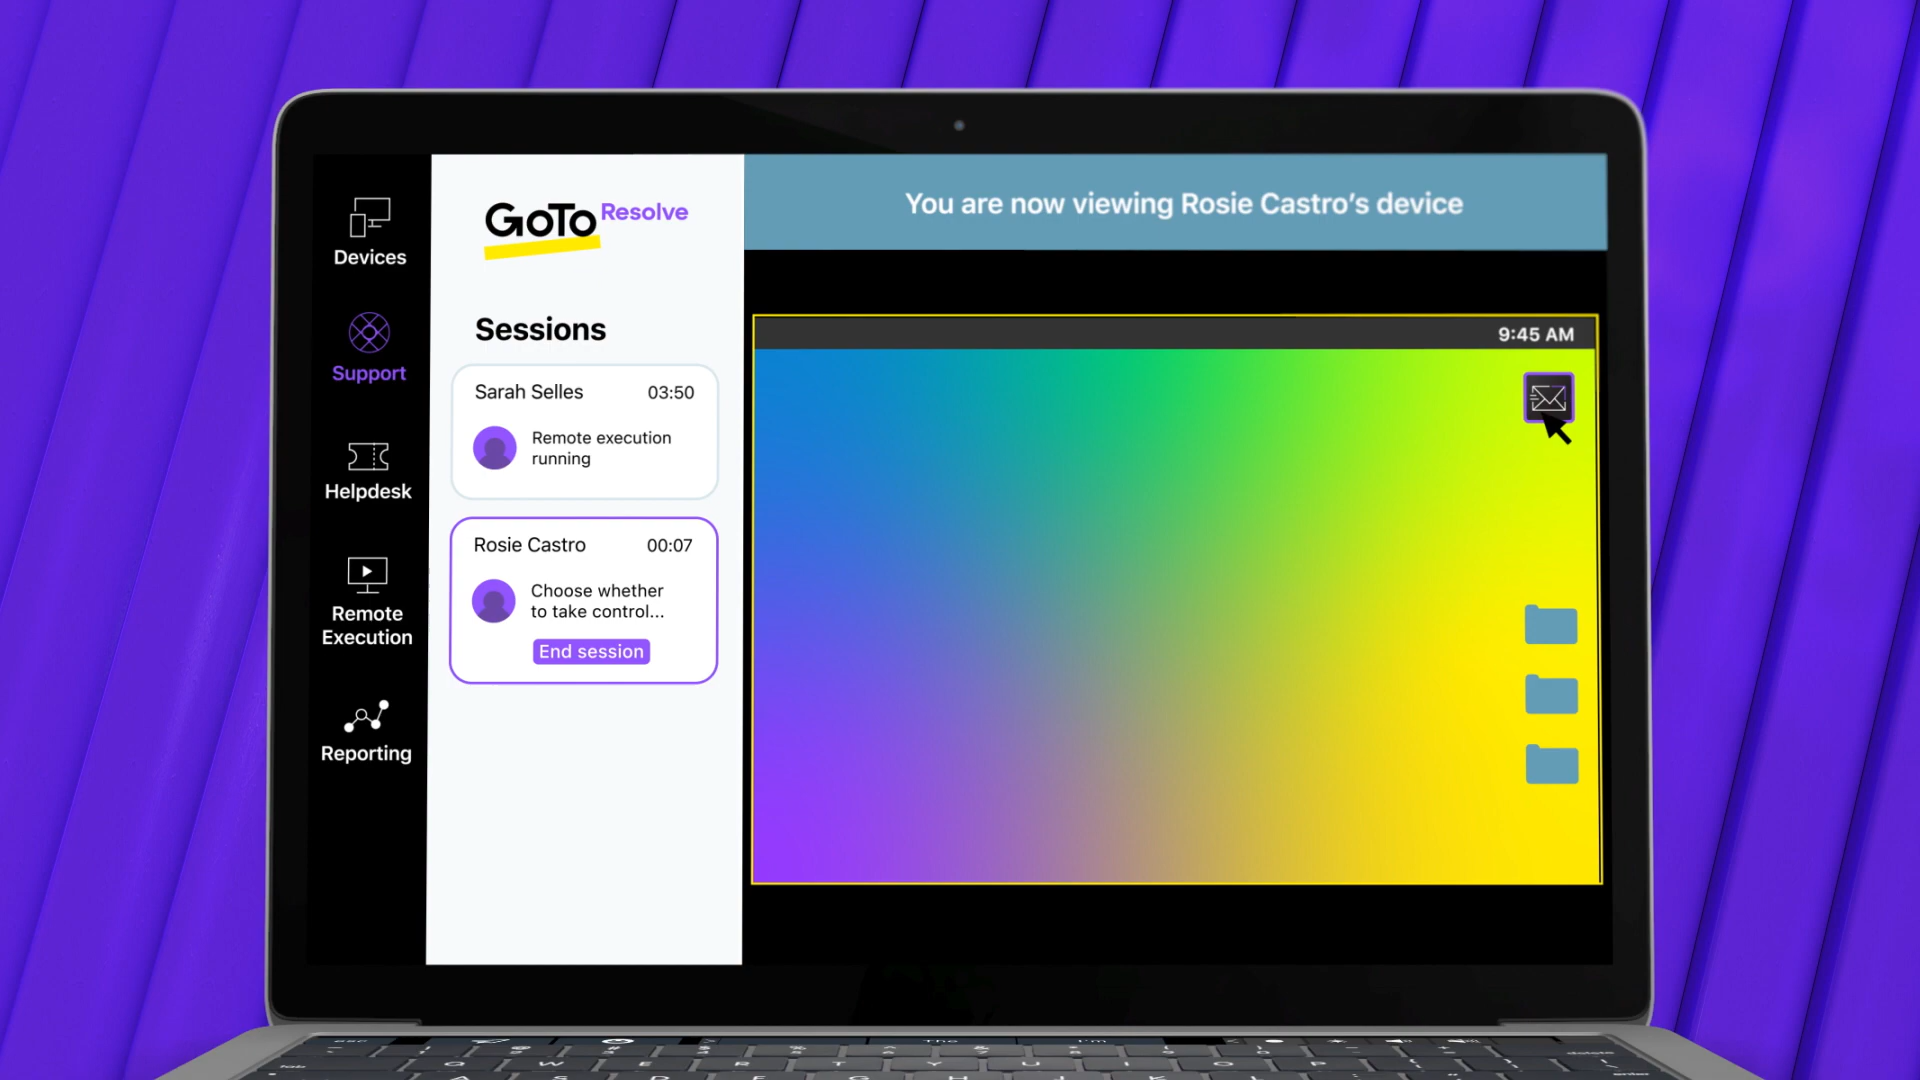 Devices
Support
Helpdesk
Remote
Execution
Reporting
GoTo Resolve
Sessions
Sarah Selles 03:50
Remote execution
running
Rosie Castro 00:07
Choose whether
to take control...
End session
You are now viewing Rosie Castro's device
9:45 AM